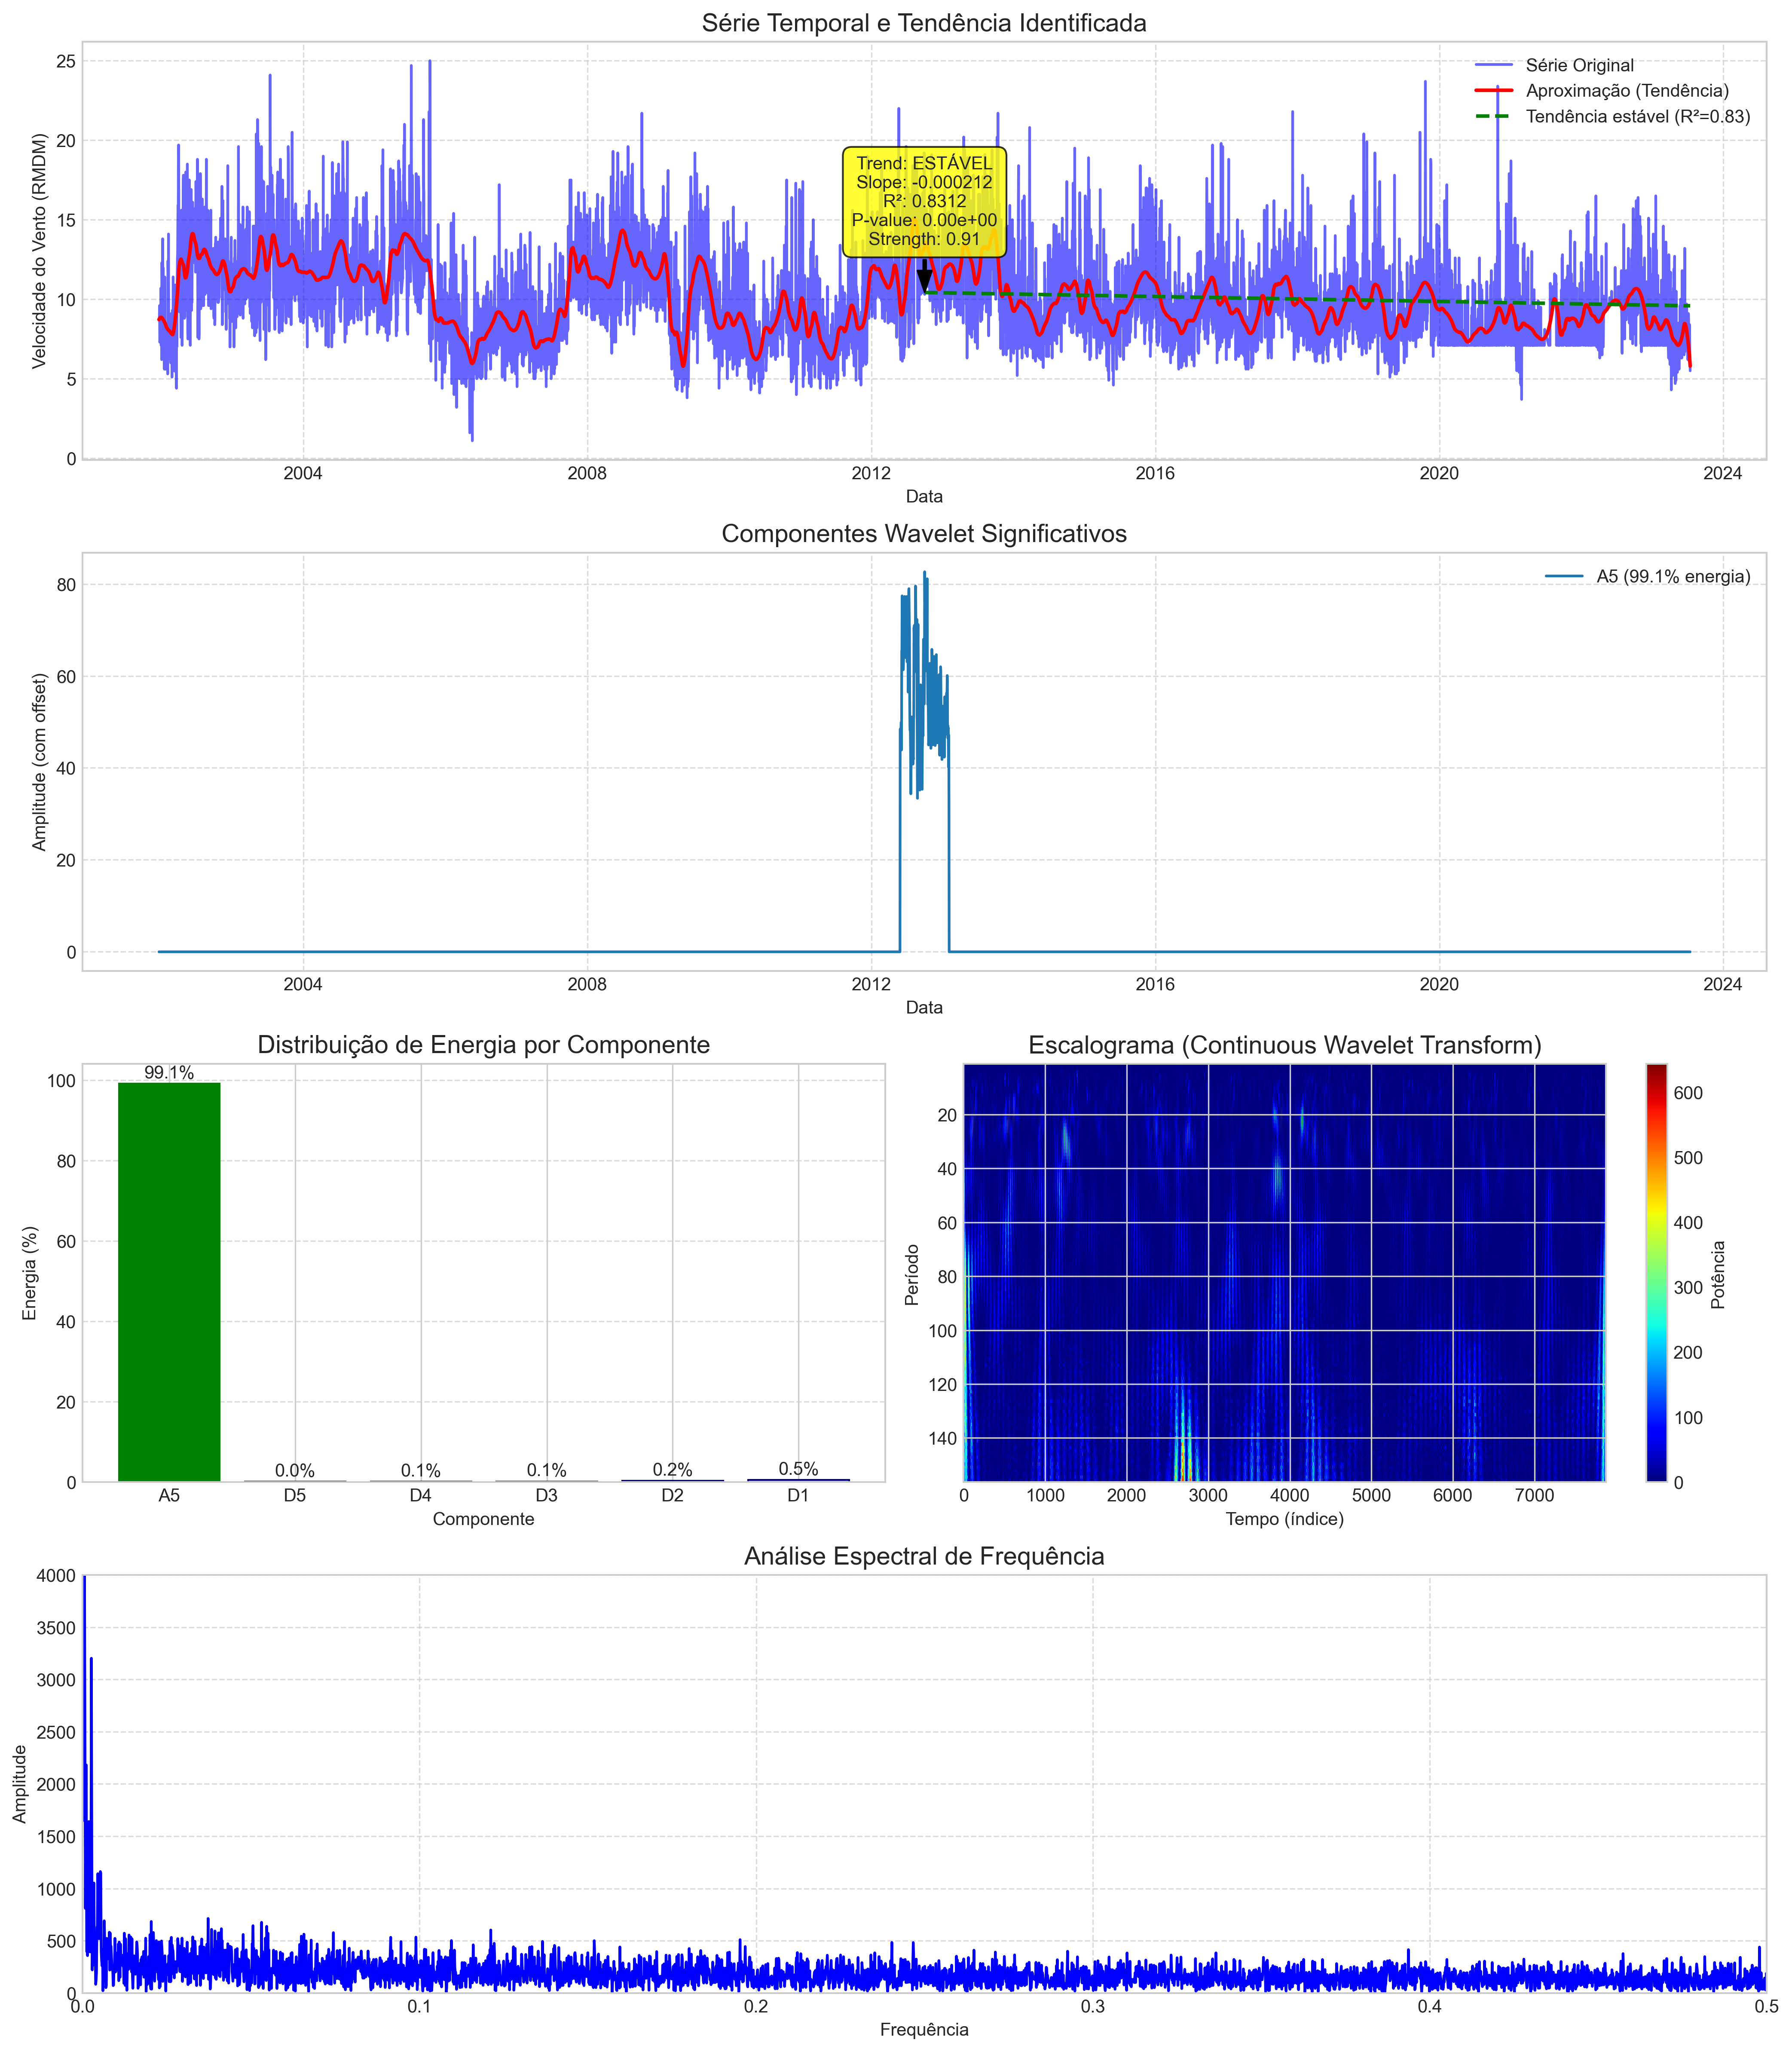 Série Temporal e Tendência Identificada
Velocidade do Vento (RMDM)
25
20
15
10
5
0
Série Original
Aproximação (Tendência)
Tendência estável (R²=0.83)
Trend: ESTÁVEL
Slope: -0.000212
R²: 0.8312
P-value: 0.00e+00
Strength: 0.91
2004 2008 2012 2016 2020 2024
Data
Componentes Wavelet Significativos
Amplitude (com offset)
80
60
40
20
0
A5 (99.1% energia)
2004 2008 2012 2016 2020 2024
Data
Distribuição de Energia por Componente
Energia (%)
100
80
60
40
20
0
99.1% 0.0% 0.1% 0.1% 0.2% 0.5%
A5 D5 D4 D3 D2 D1
Componente
Escalograma (Continuous Wavelet Transform)
Período
20
40
60
80
100
120
140
0 1000 2000 3000 4000 5000 6000 7000
Tempo (índice)
600
500
400
300
200
100
0
Potência
Análise Espectral de Frequência
Amplitude
4000
3500
3000
2500
2000
1500
1000
500
0
0.0 0.1 0.2 0.3 0.4 0.5
Frequência